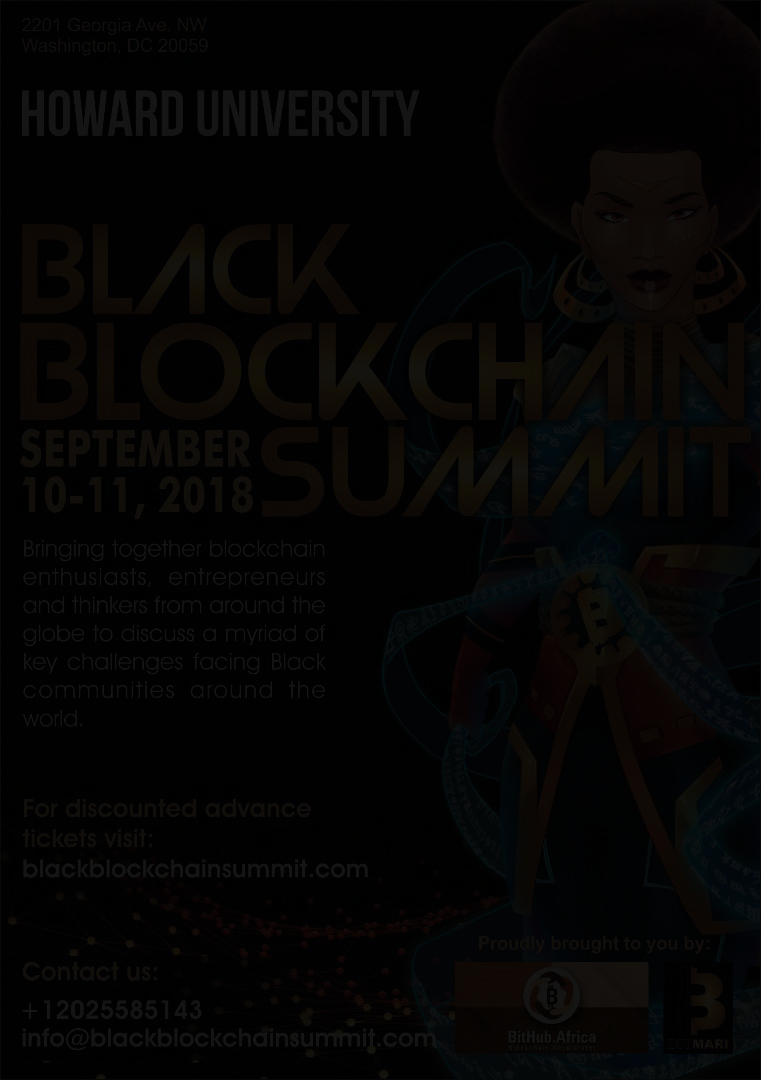 2201 Georgia Ave, NW
Washington, DC 20059
HOWARD UNIVERSITY
BLACK
BLOCKCHAIN
SUMMIT
SEPTEMBER
10-11, 2018
Bringing together blockchain
enthusiasts, entrepreneurs
and thinkers from around the
globe to discuss a myriad of
key challenges facing Black
communities around the
world.
For discounted advance
tickets visit:
blackblockchainsummit.com
Contact us:
+12025585143
info@blackblockchainsummit.com
Proudly brought to you by:
BitHub.Africa
MARI